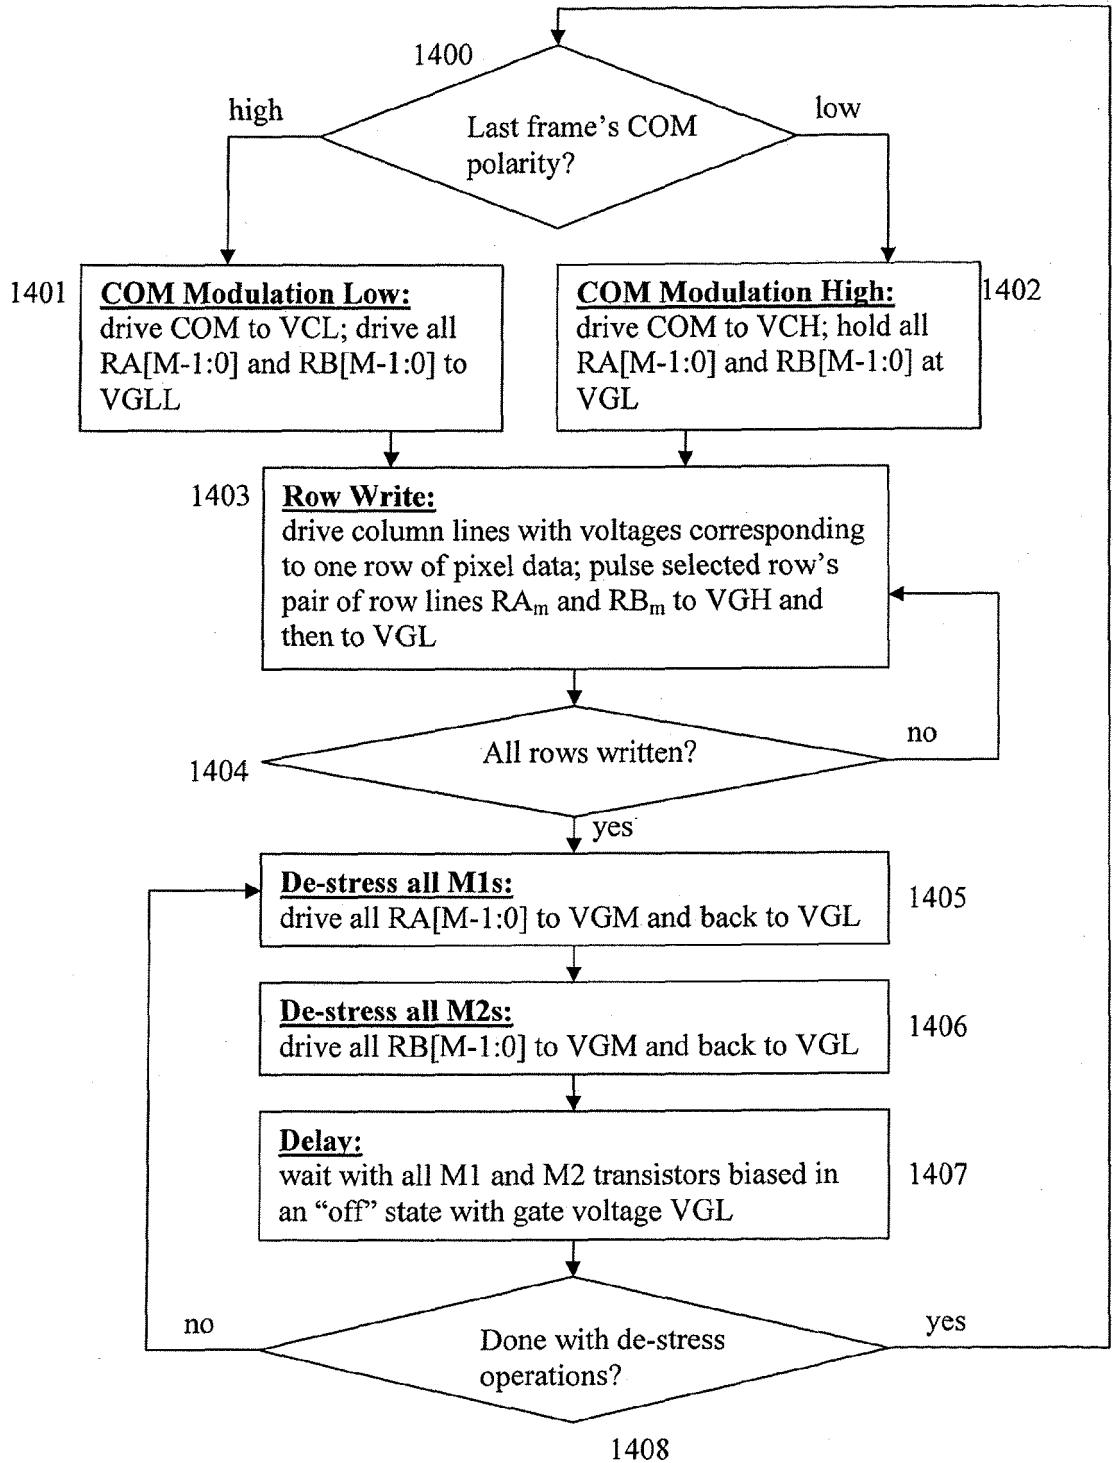 1400
high
low
Last frame's COM
polarity?
1401
COM Modulation Low:
drive COM to VCL; drive all
RA[M-1:0] and RB[M-1:0] to
VGLL
COM Modulation High:
drive COM to VCH; hold all
RA[M-1:0] and RB[M-1:0] at
VGL
1402
1403
Row Write:
drive column lines with voltages corresponding
to one row of pixel data; pulse selected row's
pair of row lines RAm and RBm to VGH and
then to VGL
All rows written?
no
1404
yes
De-stress all M1s:
drive all RA[M-1:0] to VGM and back to VGL
1405
De-stress all M2s:
drive all RB[M-1:0] to VGM and back to VGL
1406
Delay:
wait with all M1 and M2 transistors biased in
an “off” state with gate voltage VGL
1407
no
yes
Done with de-stress
operations?
1408